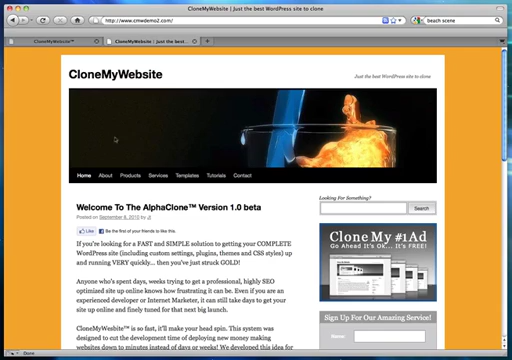 CloneMyWebsite | Just the best WordPress site to clone
http://www.cmwdemo2.com/
beach scene
CloneMyWebsite™
CloneMyWebsite | Just the best...
CloneMyWebsite
Just the best WordPress site to clone
Home About Products Services Templates Tutorials Contact
Welcome To The AlphaClone™ Version 1.0 beta
Posted on September 6, 2010 by JI
Like Be the first of your friends to like this.
If you're looking for a FAST and SIMPLE solution to getting your COMPLETE
WordPress site (including custom settings, plugins, themes and CSS styles) up
and running VERY quickly... then you've just struck GOLD!
Anyone who's spent days, weeks trying to get a professional, highly SEO
optimized site up online knows how frustrating it can be. Even if you are an
experienced developer or Internet Marketer, it can still take days to get your
site up online and finely tuned for that next big launch.
CloneMyWesbite™ is so fast, it'll make your head spin. This system was
designed to cut the development time of deploying new money making
websites down to minutes instead of days or weeks! We developed this idea for
Looking For Something?
Search
Clone My #1Ad
Go Ahead It's Ok... It's FREE!
Sign Up For Our Amazing Service!
Name:
Done